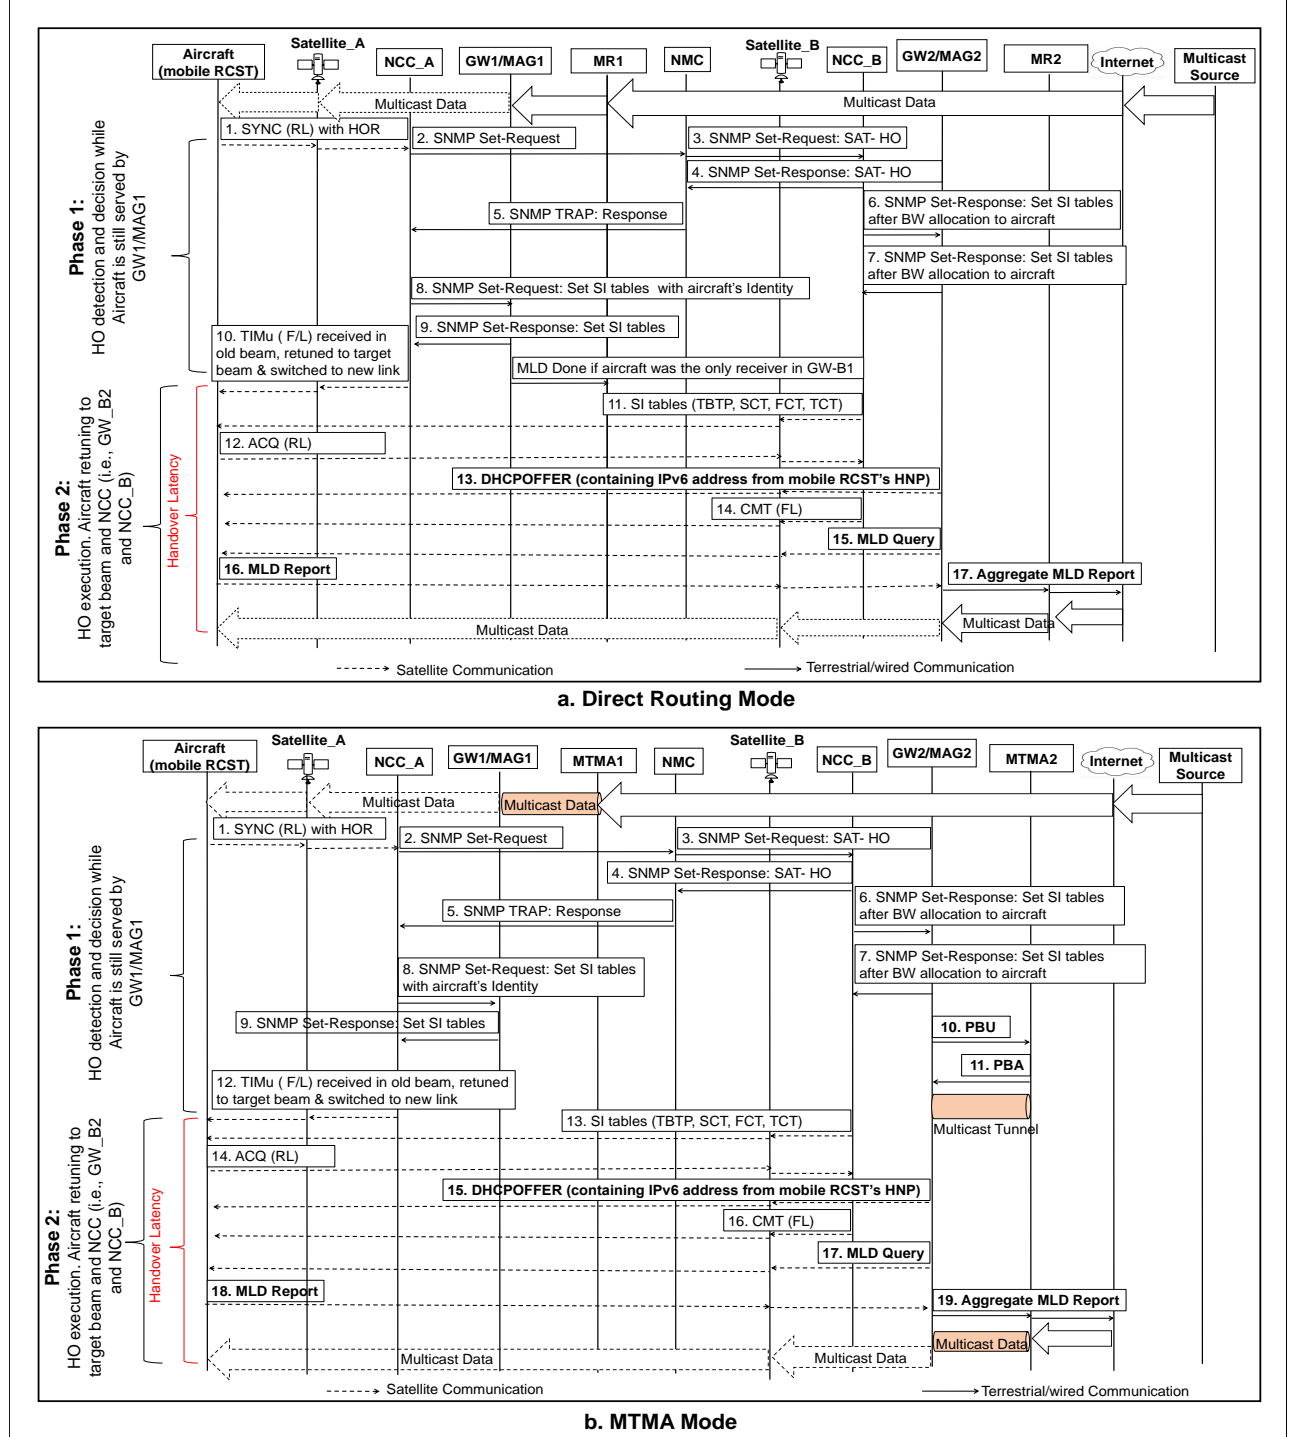 Aircraft
(mobile RCST)
Satellite_A
NCC_A
GW1/MAG1
MR1
NMC
Satellite_B
NCC_B
GW2/MAG2
MR2
Internet
Multicast
Source
Multicast Data
Multicast Data
Phase 1:
HO detection and decision while
Aircraft is still served by
GW1/MAG1
1. SYNC (RL) with HOR
2. SNMP Set-Request
3. SNMP Set-Request: SAT- HO
4. SNMP Set-Response: SAT- HO
5. SNMP TRAP: Response
6. SNMP Set-Response: Set SI tables
after BW allocation to aircraft
7. SNMP Set-Response: Set SI tables
after BW allocation to aircraft
8. SNMP Set-Request: Set SI tables with aircraft's Identity
9. SNMP Set-Response: Set SI tables
10. TIMu ( F/L) received in
old beam, retuned to target
beam & switched to new link
MLD Done if aircraft was the only receiver in GW-B1
Phase 2:
HO execution. Aircraft retuning to
target beam and NCC (i.e., GW_B2
and NCC_B)
Handover Latency
11. SI tables (TBTP, SCT, FCT, TCT)
12. ACQ (RL)
13. DHCPOFFER (containing IPv6 address from mobile RCST's HNP)
14. CMT (FL)
15. MLD Query
16. MLD Report
17. Aggregate MLD Report
Multicast Data
Multicast Data
Satellite Communication
Terrestrial/wired Communication
a. Direct Routing Mode
Aircraft
(mobile RCST)
Satellite_A
NCC_A
GW1/MAG1
MTMA1
NMC
Satellite_B
NCC_B
GW2/MAG2
MTMA2
Internet
Multicast
Source
Multicast Data
Multicast Data
Phase 1:
HO detection and decision while
Aircraft is still served by
GW1/MAG1
1. SYNC (RL) with HOR
2. SNMP Set-Request
3. SNMP Set-Request: SAT- HO
4. SNMP Set-Response: SAT- HO
5. SNMP TRAP: Response
6. SNMP Set-Response: Set SI tables
after BW allocation to aircraft
7. SNMP Set-Response: Set SI tables
after BW allocation to aircraft
8. SNMP Set-Request: Set SI tables
with aircraft's Identity
9. SNMP Set-Response: Set SI tables
10. PBU
11. PBA
Multicast Tunnel
12. TIMu ( F/L) received in old beam, retuned
to target beam & switched to new link
Phase 2:
HO execution. Aircraft retuning to
target beam and NCC (i.e., GW_B2
and NCC_B)
Handover Latency
13. SI tables (TBTP, SCT, FCT, TCT)
14. ACQ (RL)
15. DHCPOFFER (containing IPv6 address from mobile RCST's HNP)
16. CMT (FL)
17. MLD Query
18. MLD Report
19. Aggregate MLD Report
Multicast Data
Multicast Data
Multicast Data
Satellite Communication
Terrestrial/wired Communication
b. MTMA Mode